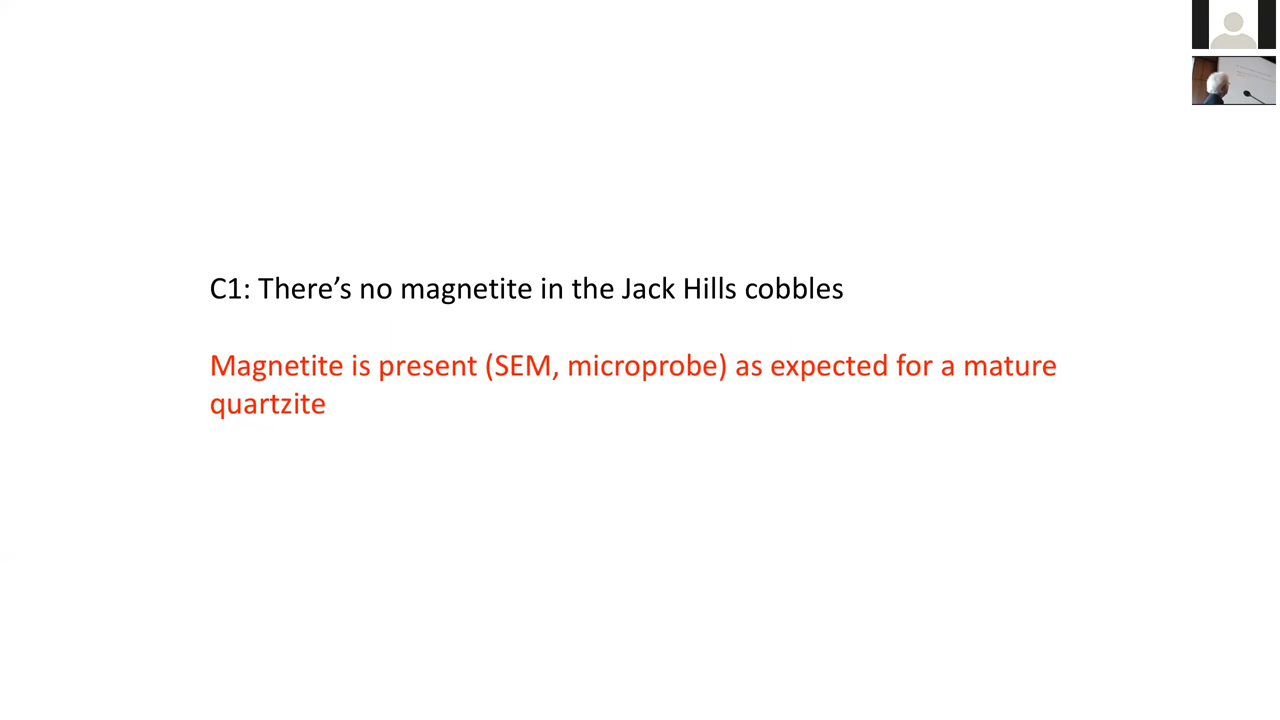 C1: There’s no magnetite in the Jack Hills cobbles
Magnetite is present (SEM, microprobe) as expected for a mature
quartzite